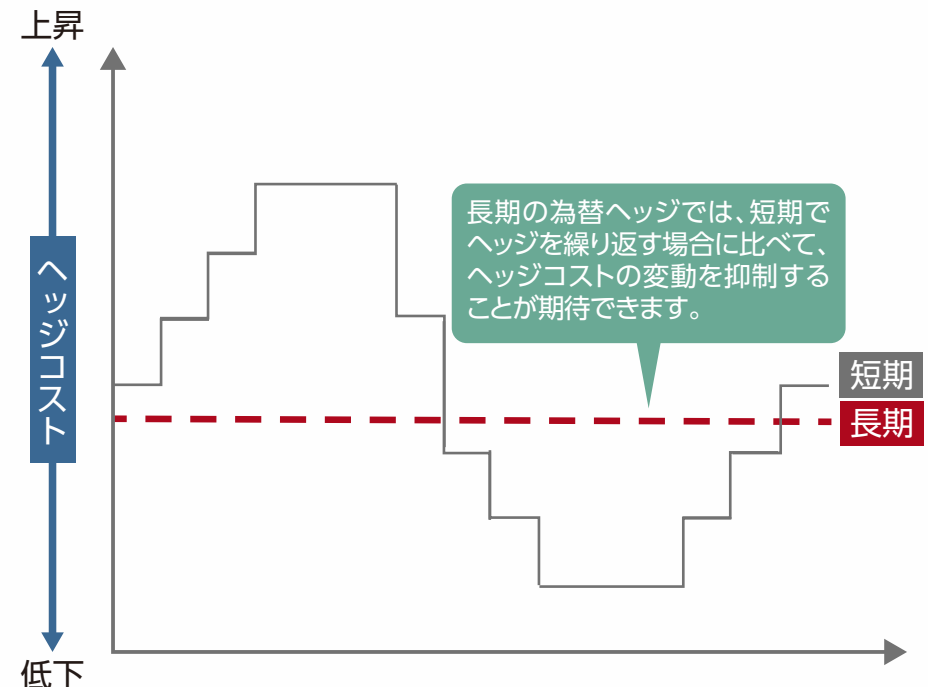 上昇
ヘッジコスト
長期の為替ヘッジでは、短期で
ヘッジを繰り返す場合に比べて、
ヘッジコストの変動を抑制する
ことが期待できます。
短期
長期
低下